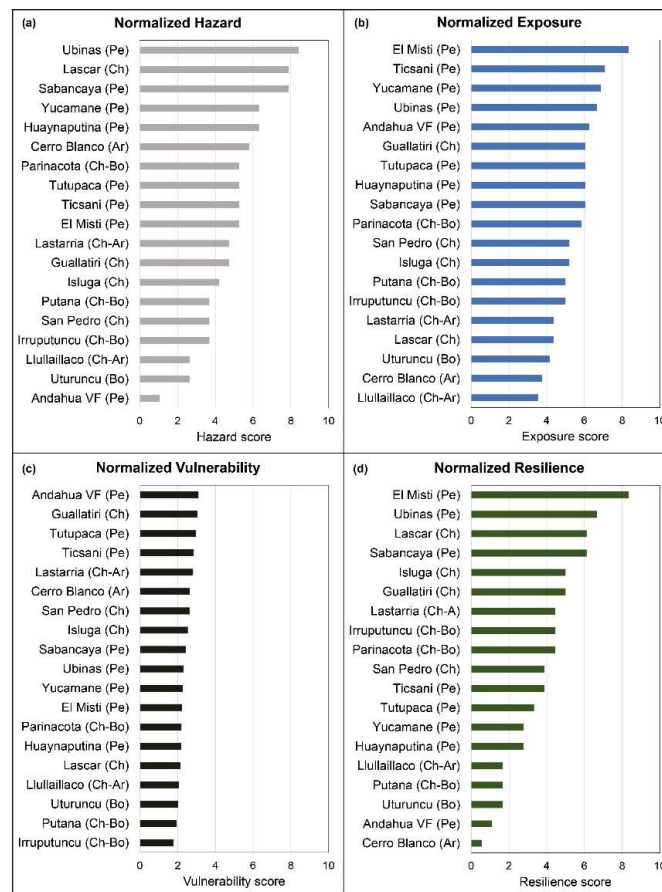 (a) Normalized Hazard
Ubinas (Pe)
Lascar (Ch)
Sabancaya (Pe)
Yucamane (Pe)
Huaynaputina (Pe)
Cerro Blanco (Ar)
Parinacota (Ch-Bo)
Tutupaca (Pe)
Ticsani (Pe)
El Misti (Pe)
Lastarria (Ch-Ar)
Guallatiri (Ch)
Isluga (Ch)
Putana (Ch-Bo)
San Pedro (Ch)
Irruputuncu (Ch-Bo)
Llullaillaco (Ch-Ar)
Uturuncu (Bo)
Andahua VF (Pe)
0 2 4 6 8 10
Hazard score
(b) Normalized Exposure
El Misti (Pe)
Ticsani (Pe)
Yucamane (Pe)
Ubinas (Pe)
Andahua VF (Pe)
Guallatiri (Ch)
Tutupaca (Pe)
Huaynaputina (Pe)
Sabancaya (Pe)
Parinacota (Ch-Bo)
San Pedro (Ch)
Isluga (Ch)
Putana (Ch-Bo)
Irruputuncu (Ch-Bo)
Lastarria (Ch-Ar)
Lascar (Ch)
Uturuncu (Bo)
Cerro Blanco (Ar)
Llullaillaco (Ch-Ar)
0 2 4 6 8 10
Exposure score
(c) Normalized Vulnerability
Andahua VF (Pe)
Guallatiri (Ch)
Tutupaca (Pe)
Ticsani (Pe)
Lastarria (Ch-Ar)
Cerro Blanco (Ar)
San Pedro (Ch)
Isluga (Ch)
Sabancaya (Pe)
Ubinas (Pe)
Yucamane (Pe)
El Misti (Pe)
Parinacota (Ch-Bo)
Huaynaputina (Pe)
Lascar (Ch)
Llullaillaco (Ch-Ar)
Uturuncu (Bo)
Putana (Ch-Bo)
Irruputuncu (Ch-Bo)
0 2 4 6 8 10
Vulnerability score
(d) Normalized Resilience
El Misti (Pe)
Ubinas (Pe)
Lascar (Ch)
Sabancaya (Pe)
Isluga (Ch)
Guallatiri (Ch)
Lastarria (Ch-A)
Irruputuncu (Ch-Bo)
Parinacota (Ch-Bo)
San Pedro (Ch)
Ticsani (Pe)
Tutupaca (Pe)
Yucamane (Pe)
Huaynaputina (Pe)
Llullaillaco (Ch-Ar)
Putana (Ch-Bo)
Uturuncu (Bo)
Andahua VF (Pe)
Cerro Blanco (Ar)
0 2 4 6 8 10
Resilience score